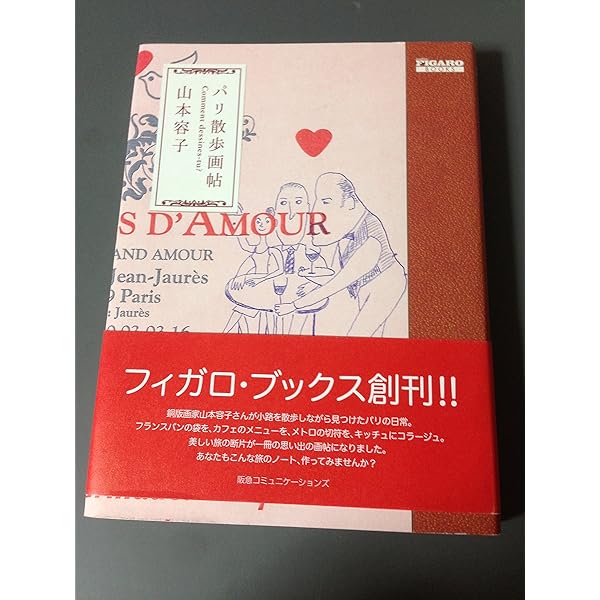 FIGARO
BOOKS
パリ散歩画帖
Comment dessines-tu?
山本容子
S D'AMOUR
AND AMOUR
Jean-Jaurès
9 Paris
: Jaurès
フィガロ・ブックス創刊!!
銅版画家山本容子さんが小路を散歩しながら見つけたパリの日常。
フランスパンの袋を、カフェのメニューを、メトロの切符を、キッチュにコラージュ。
美しい旅の断片が一冊の思い出の画帖になりました。
あなたもこんな旅のノート、作ってみませんか?
阪急コミュニケーションズ